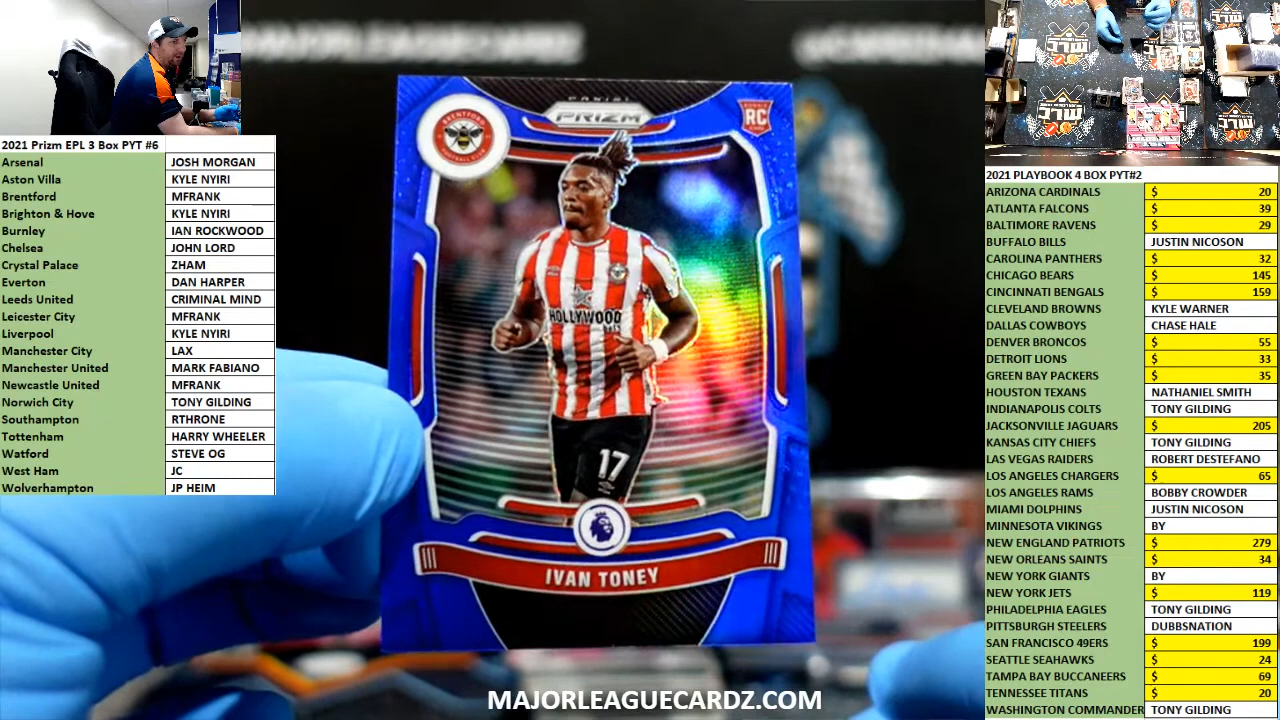 2021 Prizm EPL 3 Box PYT #6
Arsenal JOSH MORGAN
Aston Villa KYLE NYIRI
Brentford MFRANK
Brighton & Hove KYLE NYIRI
Burnley IAN ROCKWOOD
Chelsea JOHN LORD
Crystal Palace ZHAM
Everton DAN HARPER
Leeds United CRIMINAL MIND
Leicester City MFRANK
Liverpool KYLE NYIRI
Manchester City LAX
Manchester United MARK FABIANO
Newcastle United MFRANK
Norwich City TONY GILDING
Southampton RTHRONE
Tottenham HARRY WHEELER
Watford STEVE OG
West Ham JC
Wolverhampton JP HEIM
PANINI
PRIZM
BRENTFORD
FOOTBALL CLUB
RC
HOLLYWOOD
BETS
17
IVAN TONEY
MAJORLEAGUECARDZ.COM
2021 PLAYBOOK 4 BOX PYT#2
ARIZONA CARDINALS $ 20
ATLANTA FALCONS $ 39
BALTIMORE RAVENS $ 29
BUFFALO BILLS JUSTIN NICOSON
CAROLINA PANTHERS $ 32
CHICAGO BEARS $ 145
CINCINNATI BENGALS $ 159
CLEVELAND BROWNS KYLE WARNER
DALLAS COWBOYS CHASE HALE
DENVER BRONCOS $ 55
DETROIT LIONS $ 33
GREEN BAY PACKERS $ 35
HOUSTON TEXANS NATHANIEL SMITH
INDIANAPOLIS COLTS TONY GILDING
JACKSONVILLE JAGUARS $ 205
KANSAS CITY CHIEFS TONY GILDING
LAS VEGAS RAIDERS ROBERT DESTEFANO
LOS ANGELES CHARGERS $ 65
LOS ANGELES RAMS BOBBY CROWDER
MIAMI DOLPHINS JUSTIN NICOSON
MINNESOTA VIKINGS BY
NEW ENGLAND PATRIOTS $ 279
NEW ORLEANS SAINTS $ 34
NEW YORK GIANTS BY
NEW YORK JETS $ 119
PHILADELPHIA EAGLES TONY GILDING
PITTSBURGH STEELERS DUBBSNATION
SAN FRANCISCO 49ERS $ 199
SEATTLE SEAHAWKS $ 24
TAMPA BAY BUCCANEERS $ 69
TENNESSEE TITANS $ 20
WASHINGTON COMMANDER TONY GILDING